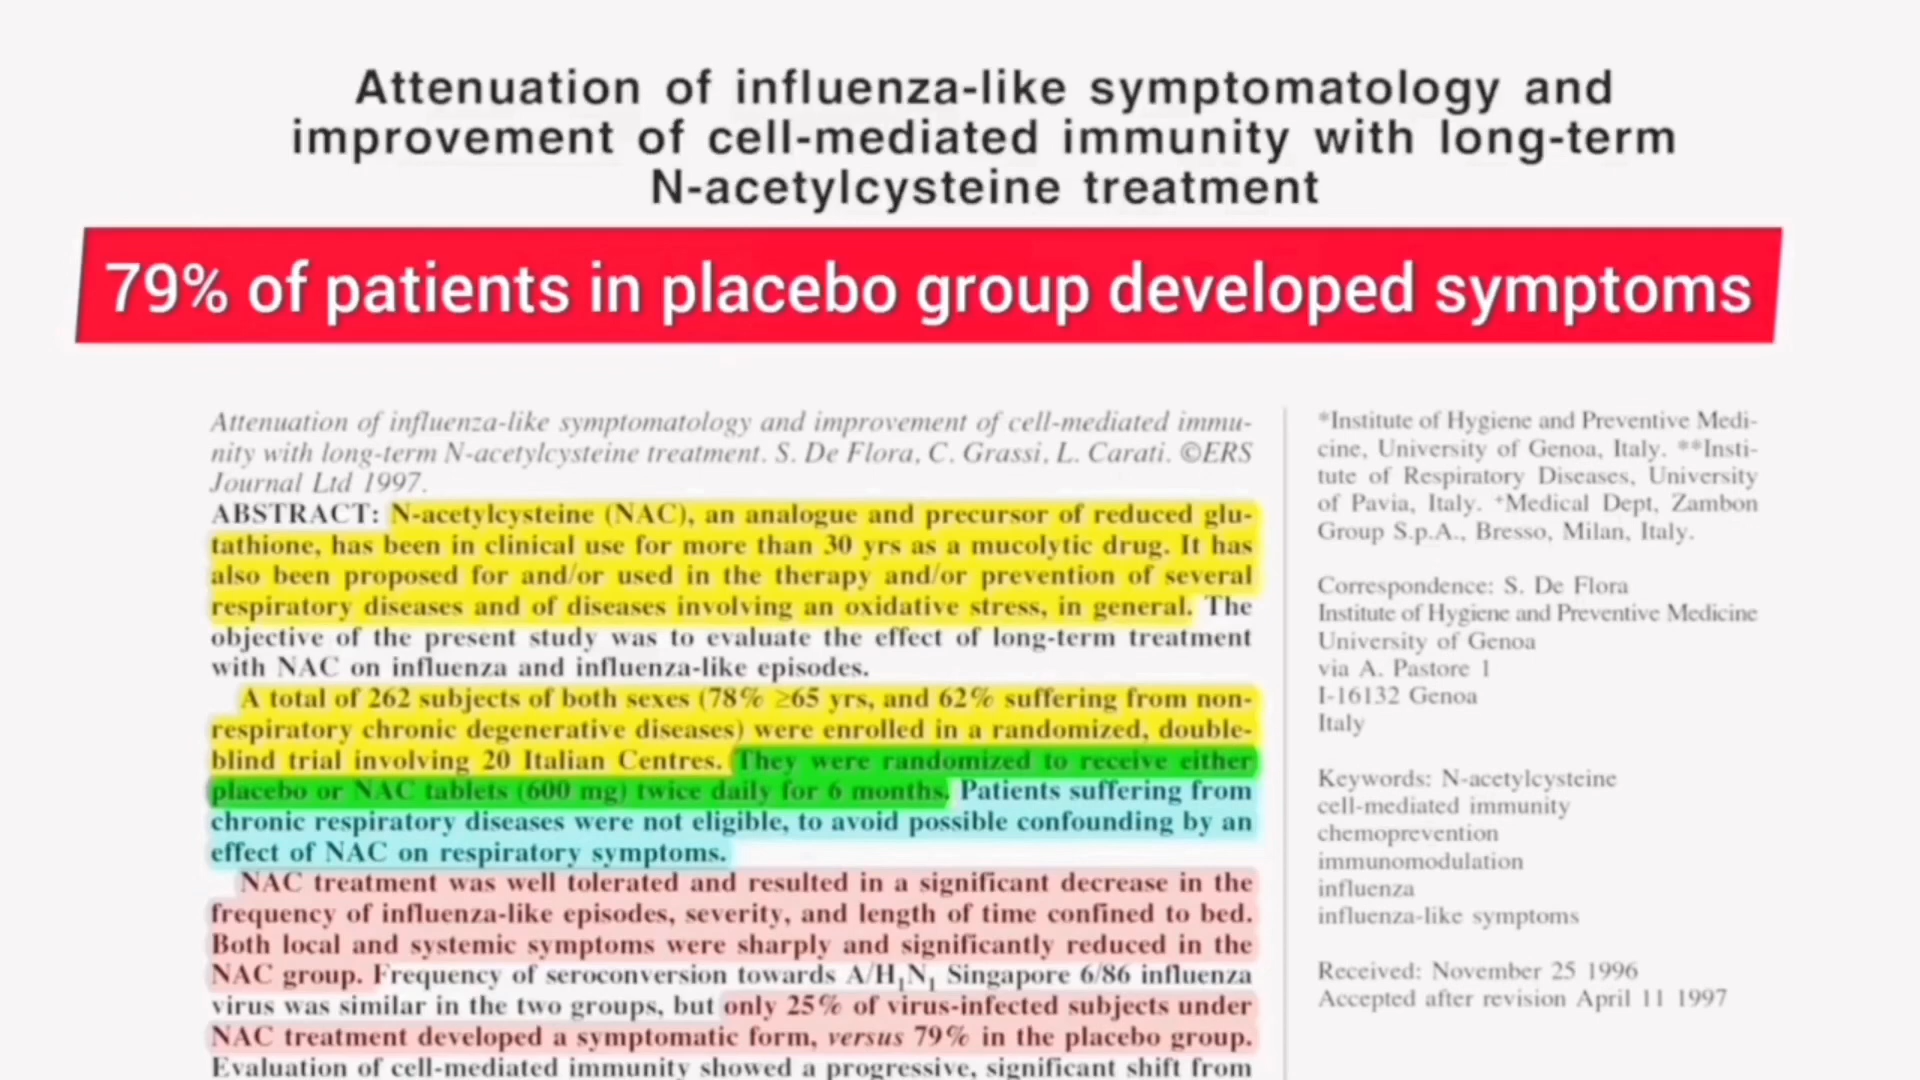 Attenuation of influenza-like symptomatology and
improvement of cell-mediated immunity with long-term
N-acetylcysteine treatment
79% of patients in placebo group developed symptoms
Attenuation of influenza-like symptomatology and improvement of cell-mediated immu-
nity with long-term N-acetylcysteine treatment. S. De Flora, C. Grassi, L. Carati. ©ERS
Journal Ltd 1997.
ABSTRACT: N-acetylcysteine (NAC), an analogue and precursor of reduced glu-
tathione, has been in clinical use for more than 30 yrs as a mucolytic drug. It has
also been proposed for and/or used in the therapy and/or prevention of several
respiratory diseases and of diseases involving an oxidative stress, in general. The
objective of the present study was to evaluate the effect of long-term treatment
with NAC on influenza and influenza-like episodes.
A total of 262 subjects of both sexes (78% ≥65 yrs, and 62% suffering from non-
respiratory chronic degenerative diseases) were enrolled in a randomized, double-
blind trial involving 20 Italian Centres. They were randomized to receive either
placebo or NAC tablets (600 mg) twice daily for 6 months. Patients suffering from
chronic respiratory diseases were not eligible, to avoid possible confounding by an
effect of NAC on respiratory symptoms.
NAC treatment was well tolerated and resulted in a significant decrease in the
frequency of influenza-like episodes, severity, and length of time confined to bed.
Both local and systemic symptoms were sharply and significantly reduced in the
NAC group. Frequency of seroconversion towards A/H₁N₁ Singapore 6/86 influenza
virus was similar in the two groups, but only 25% of virus-infected subjects under
NAC treatment developed a symptomatic form, versus 79% in the placebo group.
Evaluation of cell-mediated immunity showed a progressive, significant shift from
*Institute of Hygiene and Preventive Medi-
cine, University of Genoa, Italy. **Insti-
tute of Respiratory Diseases, University
of Pavia, Italy. ⁺Medical Dept, Zambon
Group S.p.A., Bresso, Milan, Italy.
Correspondence: S. De Flora
Institute of Hygiene and Preventive Medicine
University of Genoa
via A. Pastore 1
I-16132 Genoa
Italy
Keywords: N-acetylcysteine
cell-mediated immunity
chemoprevention
immunomodulation
influenza
influenza-like symptoms
Received: November 25 1996
Accepted after revision April 11 1997